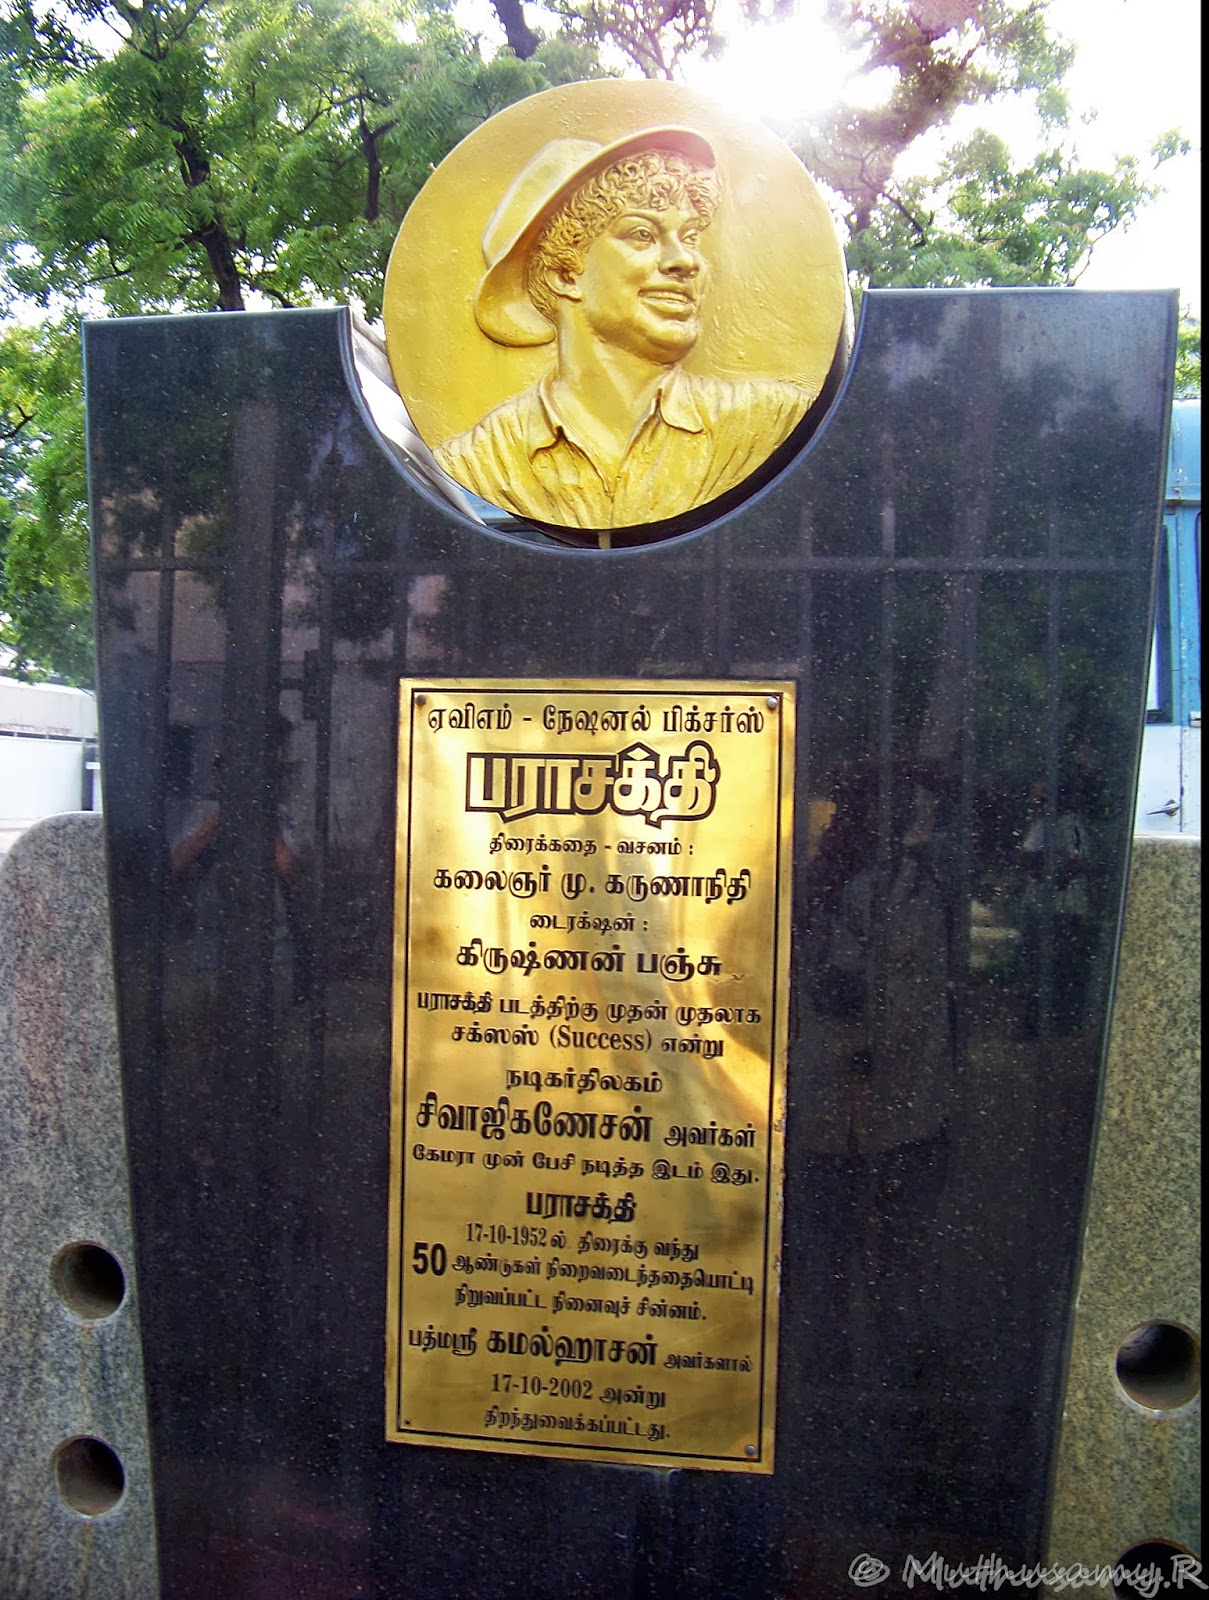 ஏவிஎம் - நேஷனல் பிக்சர்ஸ்
பராசக்தி
திரைக்கதை - வசனம் :
கலைஞர் மு. கருணாநிதி
டைரக்‌ஷன் :
கிருஷ்ணன் பஞ்சு
பராசக்தி படத்திற்கு முதன் முதலாக
சக்ஸஸ் (Success) என்று
நடிகர்திலகம்
சிவாஜிகணேசன் அவர்கள்
கேமரா முன் பேசி நடித்த இடம் இது.
பராசக்தி
17-10-1952 ல் திரைக்கு வந்து
50 ஆண்டுகள் நிறைவடைந்ததையொட்டி
நிறுவப்பட்ட நினைவுச் சின்னம்.
பத்மஸ்ரீ கமல்ஹாசன் அவர்களால்
17-10-2002 அன்று
திறந்துவைக்கப்பட்டது.
© Muthusamy.R